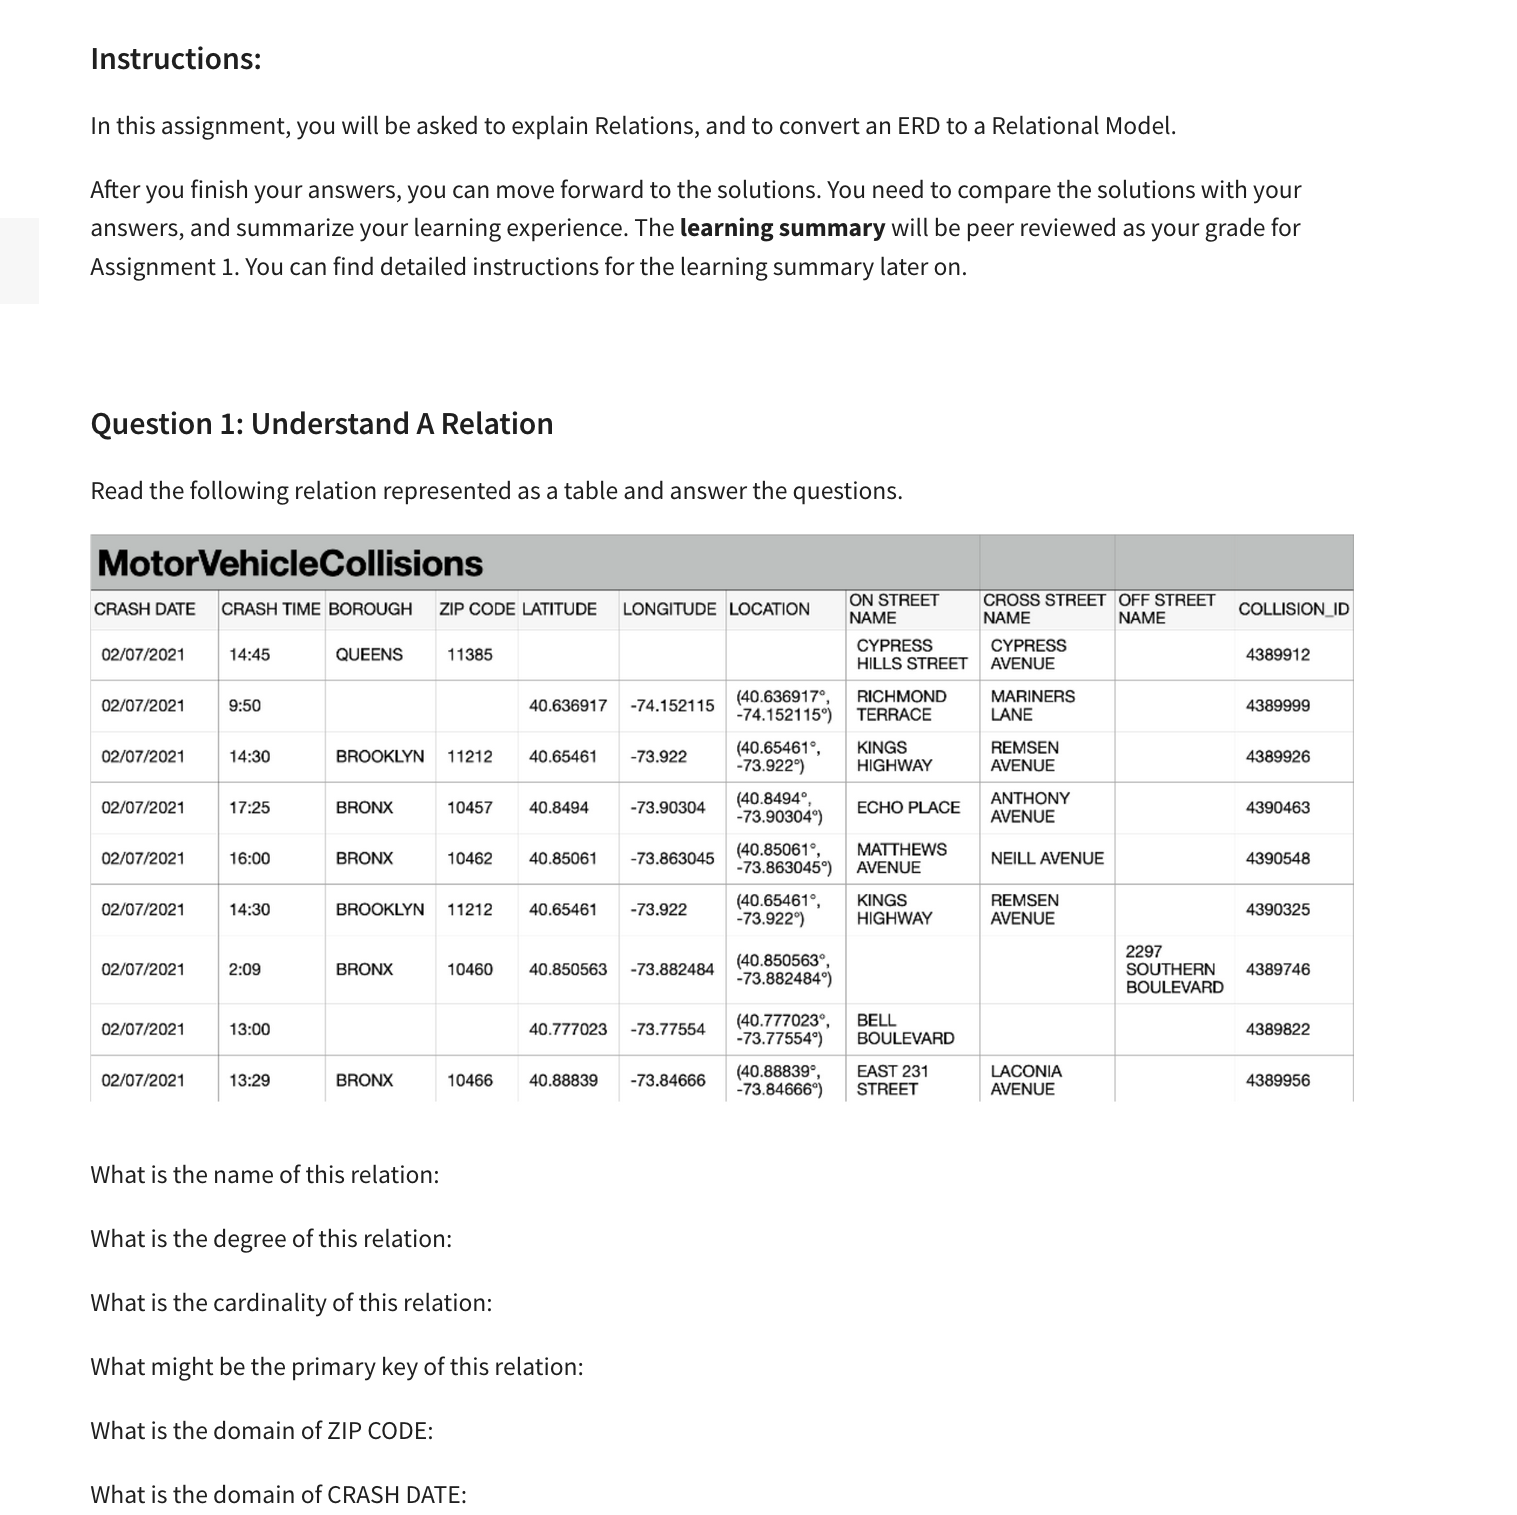 Instructions:
In this assignment, you will be asked to explain Relations, and to convert an ERD to a Relational Model.
After you finish your answers, you can move forward to the solutions. You need to compare the solutions with your
answers, and summarize your learning experience. The learning summary will be peer reviewed as your grade for
Assignment 1. You can find detailed instructions for the learning summary later on.
Question 1: Understand A Relation
Read the following relation represented as a table and answer the questions.
MotorVehicleCollisions
CRASH DATE CRASH TIME BOROUGH ZIP CODE LATITUDE LONGITUDE LOCATION ON STREET NAME CROSS STREET NAME OFF STREET NAME COLLISION_ID
02/07/2021 14:45 QUEENS 11385 CYPRESS HILLS STREET CYPRESS AVENUE 4389912
02/07/2021 9:50 40.636917 -74.152115 (40.636917°, -74.152115°) RICHMOND TERRACE MARINERS LANE 4389999
02/07/2021 14:30 BROOKLYN 11212 40.65461 -73.922 (40.65461°, -73.922°) KINGS HIGHWAY REMSEN AVENUE 4389926
02/07/2021 17:25 BRONX 10457 40.8494 -73.90304 (40.8494°, -73.90304°) ECHO PLACE ANTHONY AVENUE 4390463
02/07/2021 16:00 BRONX 10462 40.85061 -73.863045 (40.85061°, -73.863045°) MATTHEWS AVENUE NEILL AVENUE 4390548
02/07/2021 14:30 BROOKLYN 11212 40.65461 -73.922 (40.65461°, -73.922°) KINGS HIGHWAY REMSEN AVENUE 4390325
02/07/2021 2:09 BRONX 10460 40.850563 -73.882484 (40.850563°, -73.882484°) 2297 SOUTHERN BOULEVARD 4389746
02/07/2021 13:00 40.777023 -73.77554 (40.777023°, -73.77554°) BELL BOULEVARD 4389822
02/07/2021 13:29 BRONX 10466 40.88839 -73.84666 (40.88839°, -73.84666°) EAST 231 STREET LACONIA AVENUE 4389956
What is the name of this relation:
What is the degree of this relation:
What is the cardinality of this relation:
What might be the primary key of this relation:
What is the domain of ZIP CODE:
What is the domain of CRASH DATE: